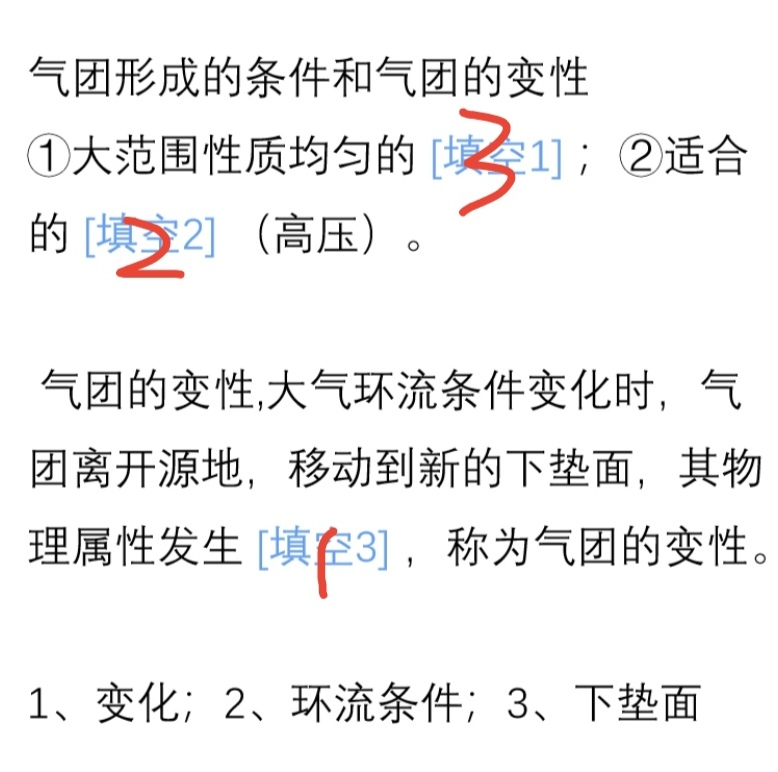 气团形成的条件和气团的变性
①大范围性质均匀的 [填空1] ；②适合
3
的 [填空2] （高压）。
2
气团的变性,大气环流条件变化时，气
团离开源地，移动到新的下垫面，其物
理属性发生 [填空3] ，称为气团的变性。
1
1、变化；2、环流条件；3、下垫面